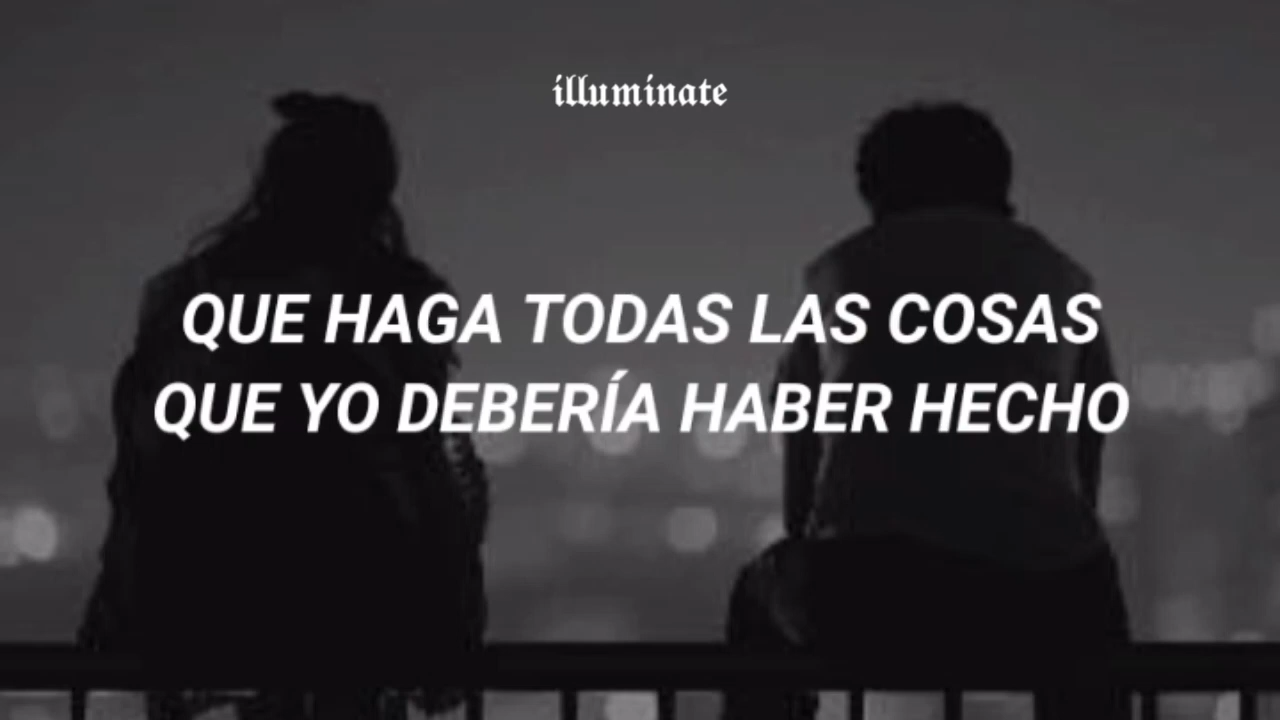 illuminate
QUE HAGA TODAS LAS COSAS
QUE YO DEBERÍA HABER HECHO